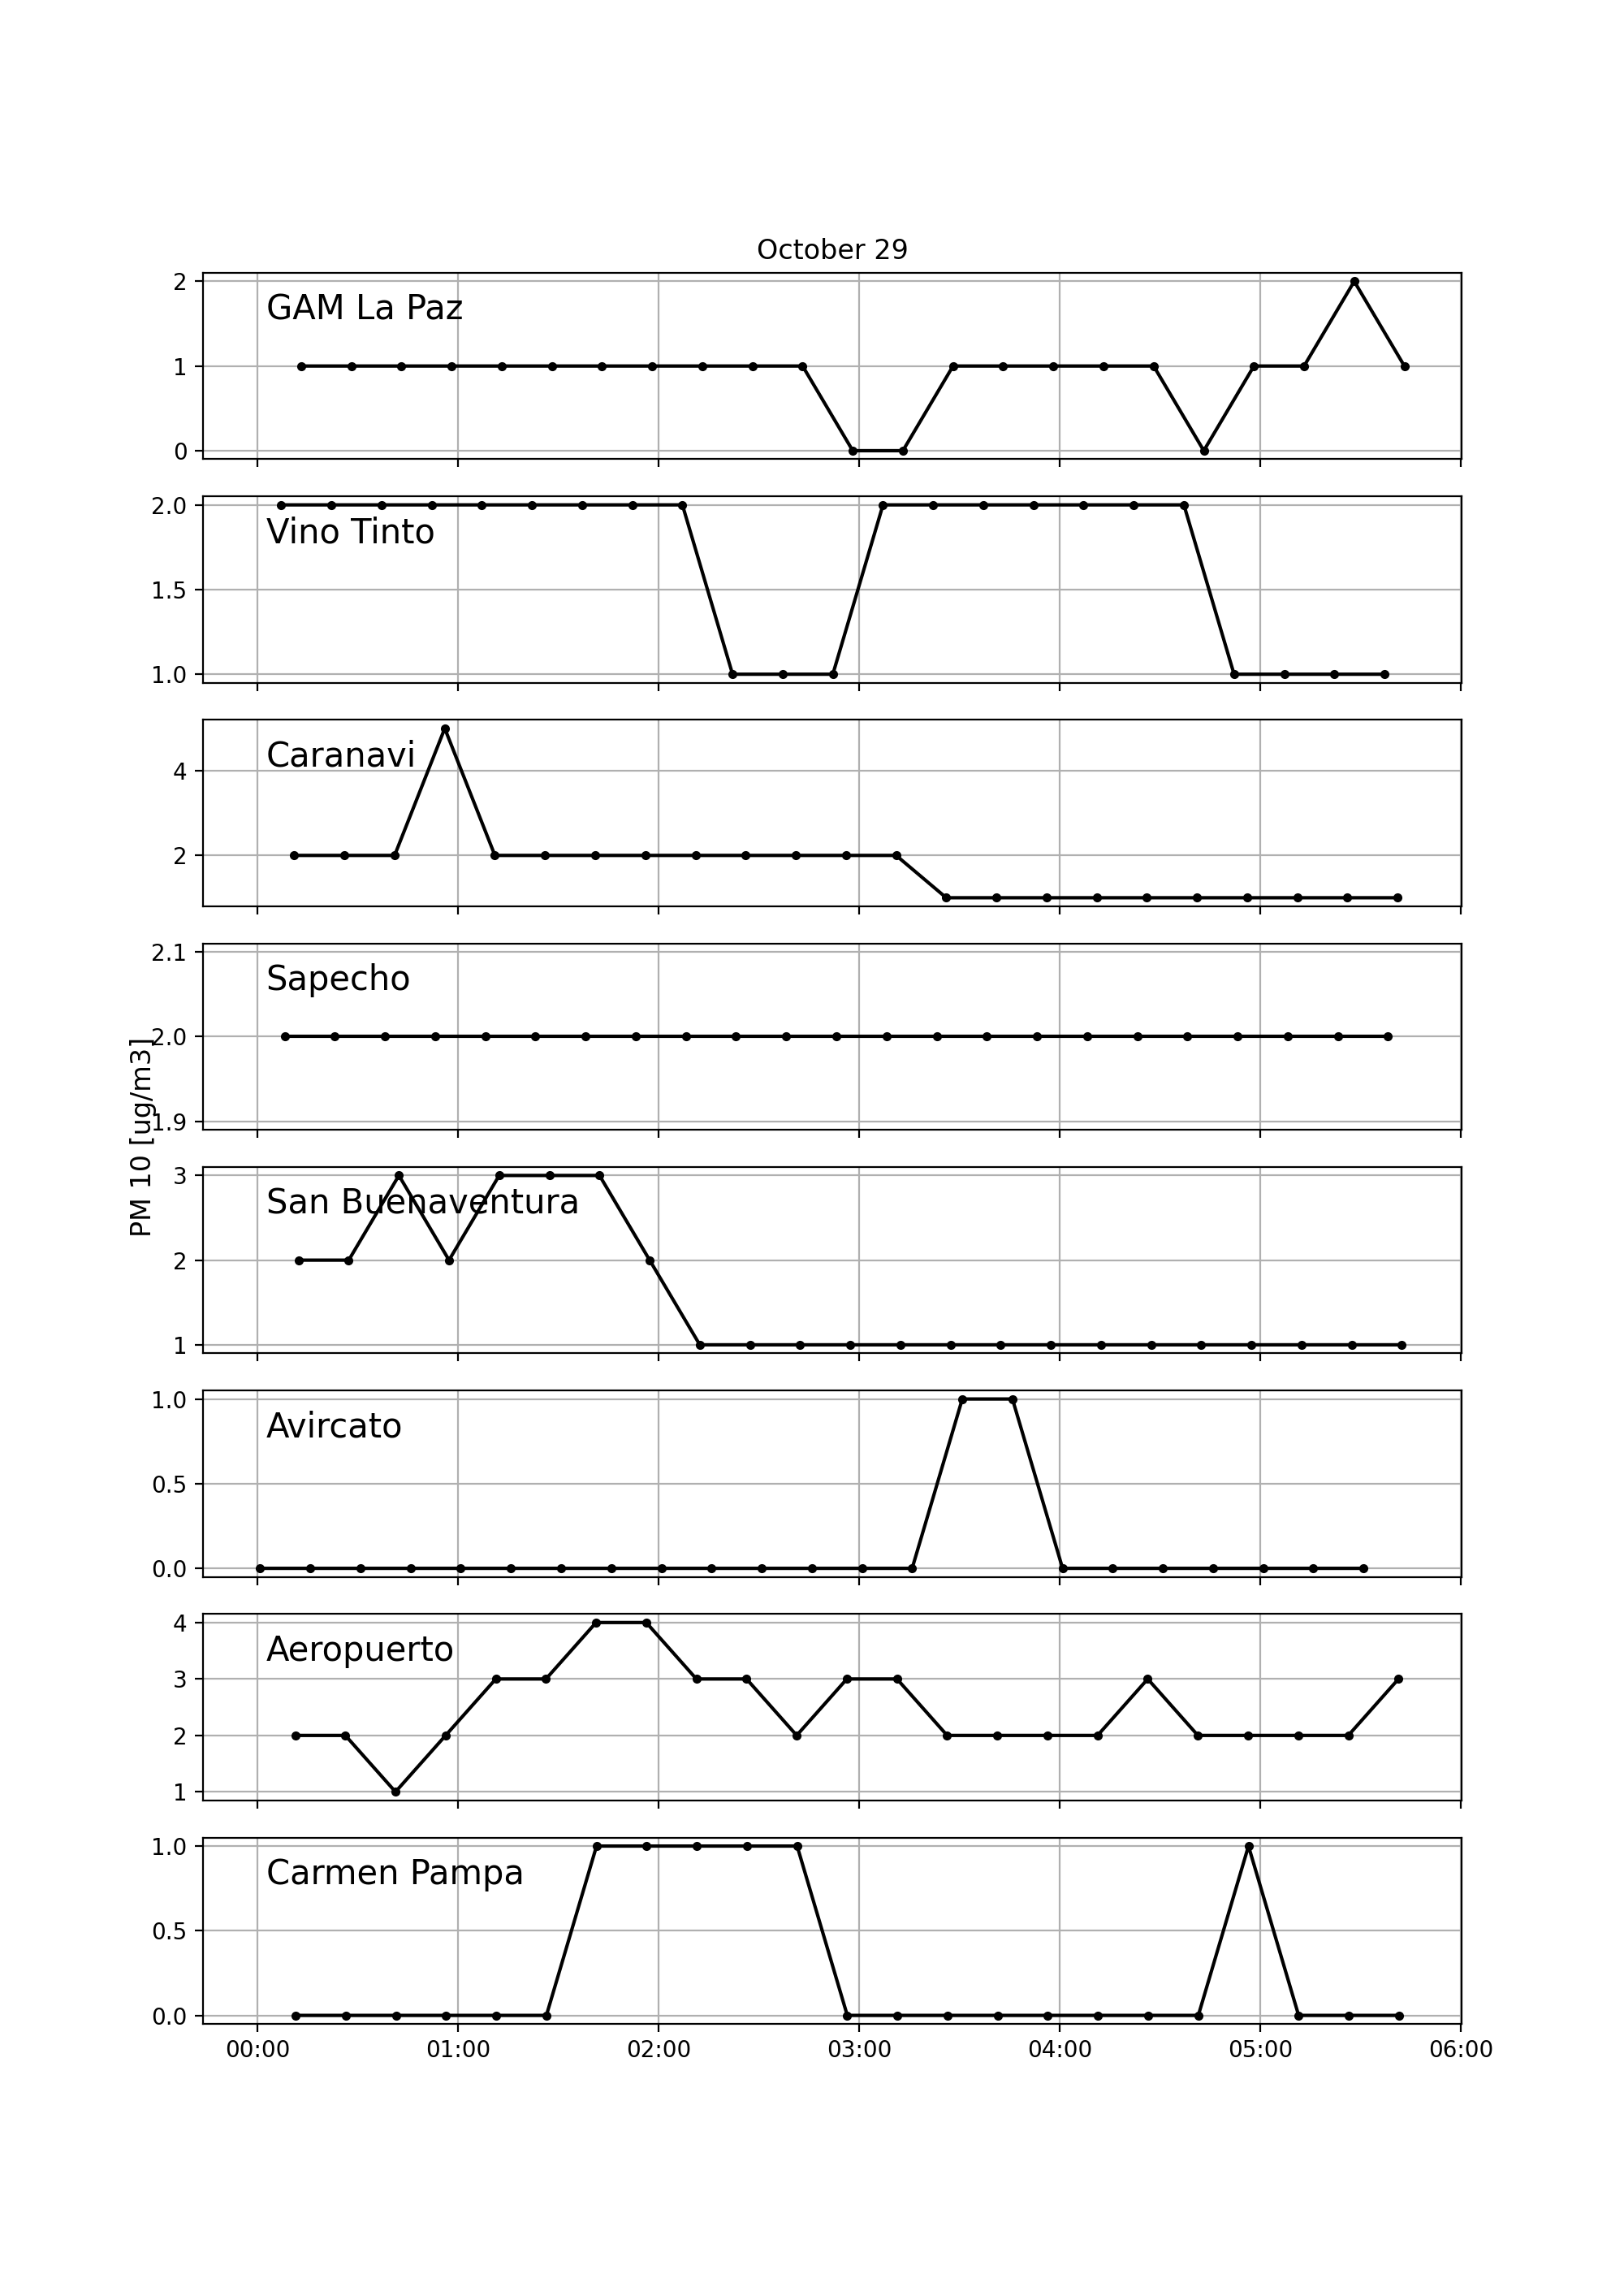 October 29
2
GAM La Paz
1
0
2.0
Vino Tinto
1.5
1.0
Caranavi
4
2
2.1
Sapecho
2.0
1.9
PM 10 [ug/m3]
3
San Buenaventura
2
1
1.0
Avircato
0.5
0.0
4
Aeropuerto
3
2
1
1.0
Carmen Pampa
0.5
0.0
00:00 01:00 02:00 03:00 04:00 05:00 06:00